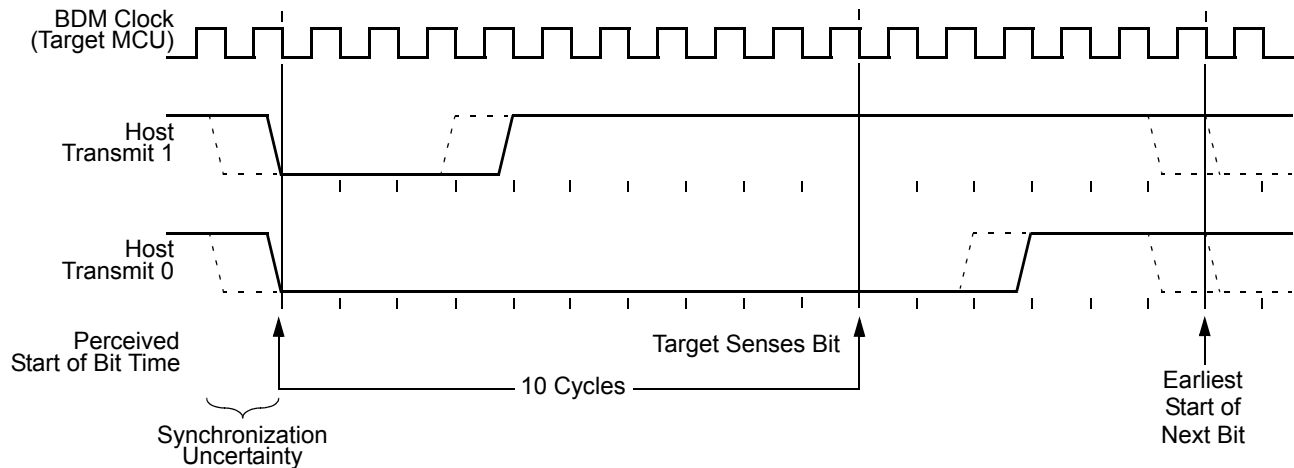 BDM Clock
(Target MCU)
Host
Transmit 1
Host
Transmit 0
Perceived
Start of Bit Time
Target Senses Bit
10 Cycles
Earliest
Start of
Next Bit
Synchronization
Uncertainty